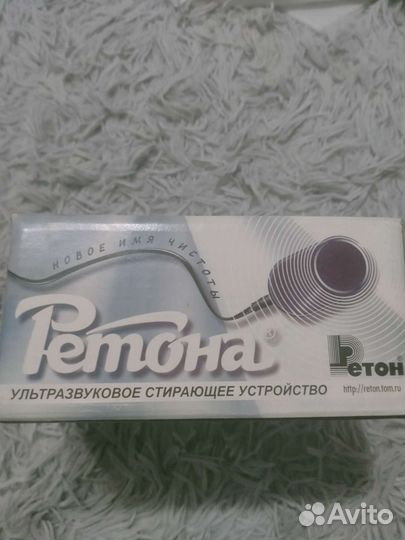 НОВОЕ ИМЯ ЧИСТОТЫ
Ретона®
Ретон®
УЛЬТРАЗВУКОВОЕ СТИРАЮЩЕЕ УСТРОЙСТВО
http://reton.tom.ru
Avito